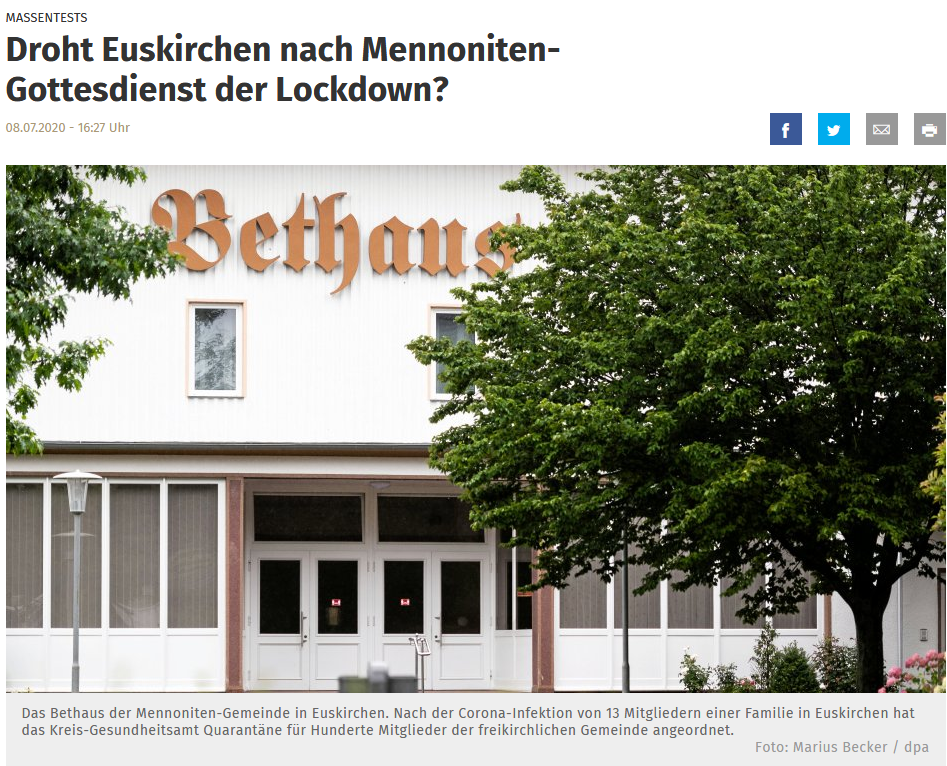 MASSENTESTS
Droht Euskirchen nach Mennoniten-
Gottesdienst der Lockdown?
08.07.2020 - 16:27 Uhr
Bethaus
Das Bethaus der Mennoniten-Gemeinde in Euskirchen. Nach der Corona-Infektion von 13 Mitgliedern einer Familie in Euskirchen hat
das Kreis-Gesundheitsamt Quarantäne für Hunderte Mitglieder der freikirchlichen Gemeinde angeordnet.
Foto: Marius Becker / dpa